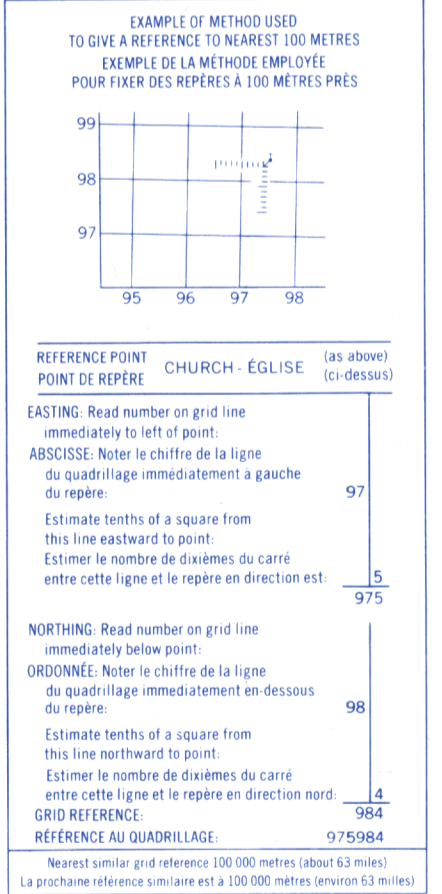 EXAMPLE OF METHOD USED
TO GIVE A REFERENCE TO NEAREST 100 METRES
EXEMPLE DE LA MÉTHODE EMPLOYÉE
POUR FIXER DES REPÈRES À 100 MÈTRES PRÈS
99
98
97
95 96 97 98
REFERENCE POINT
POINT DE REPÈRE
CHURCH - ÉGLISE
(as above)
(ci-dessus)
EASTING: Read number on grid line
immediately to left of point:
ABSCISSE: Noter le chiffre de la ligne
du quadrillage immédiatement à gauche
du repère: 97
Estimate tenths of a square from
this line eastward to point:
Estimer le nombre de dixièmes du carré
entre cette ligne et le repère en direction est: 5
975
NORTHING: Read number on grid line
immediately below point:
ORDONNÉE: Noter le chiffre de la ligne
du quadrillage immediatement en-dessous
du repère: 98
Estimate tenths of a square from
this line northward to point:
Estimer le nombre de dixièmes du carré
entre cette ligne et le repère en direction nord: 4
GRID REFERENCE: 984
RÉFÉRENCE AU QUADRILLAGE: 975984
Nearest similar grid reference 100 000 metres (about 63 miles)
La prochaine référence similaire est à 100 000 mètres (environ 63 milles)